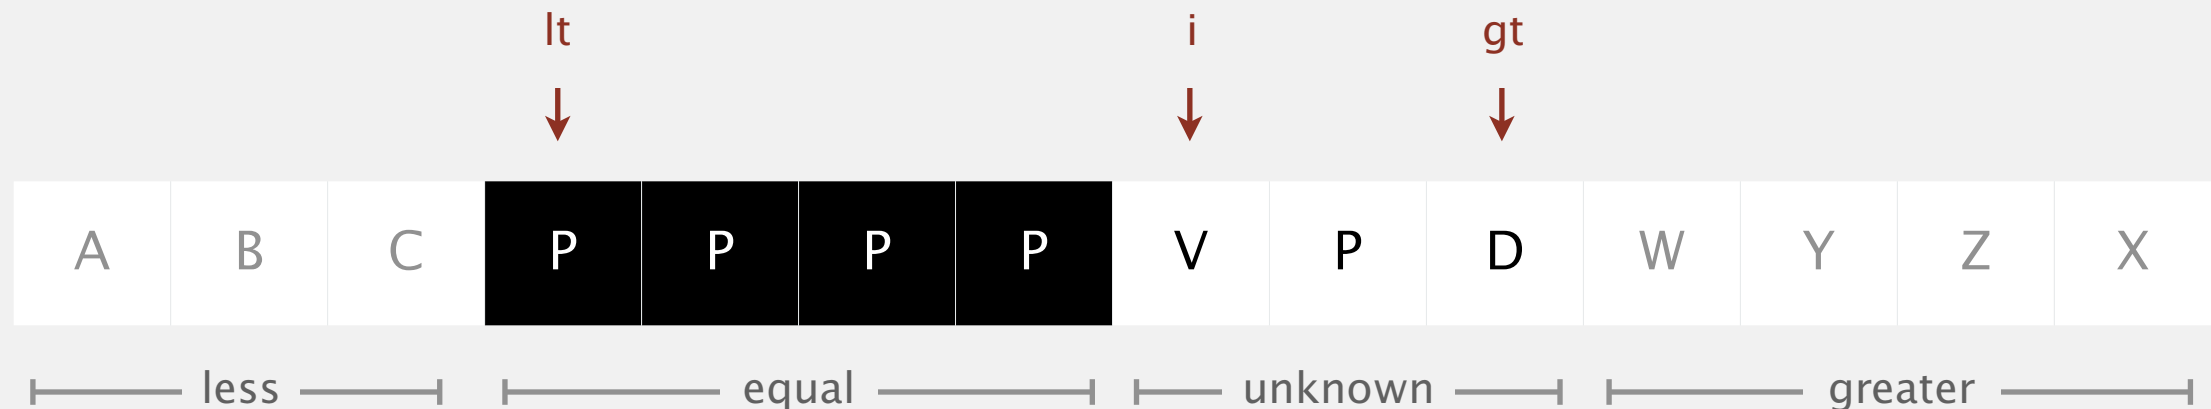 lt i gt
A B C P P P P V P D W Y Z X
less equal unknown greater